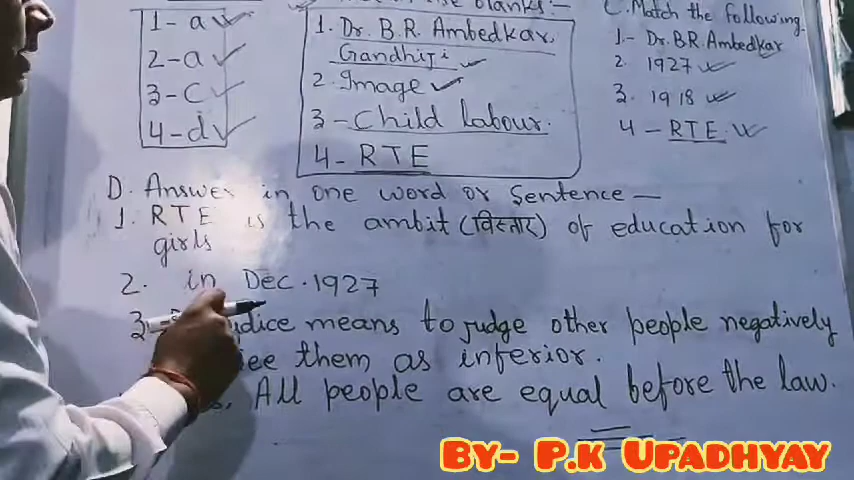 1-a
2-a
3-c
4-d
blanks:-
1. Dr. B.R. Ambedkar,
Gandhiji
2. Image
3- Child labour.
4- RTE
C. Match the following.
1.- Dr. B.R. Ambedkar
2. 1927
3. 1918
4 - RTE.
D. Answer in one word or Sentence —
1. RTE is the ambit (विस्तार) of education for
girls
2. in Dec. 1927
3 means to judge other people negatively
them as inferior.
All people are equal before the law.
BY- P.K UPADHYAY